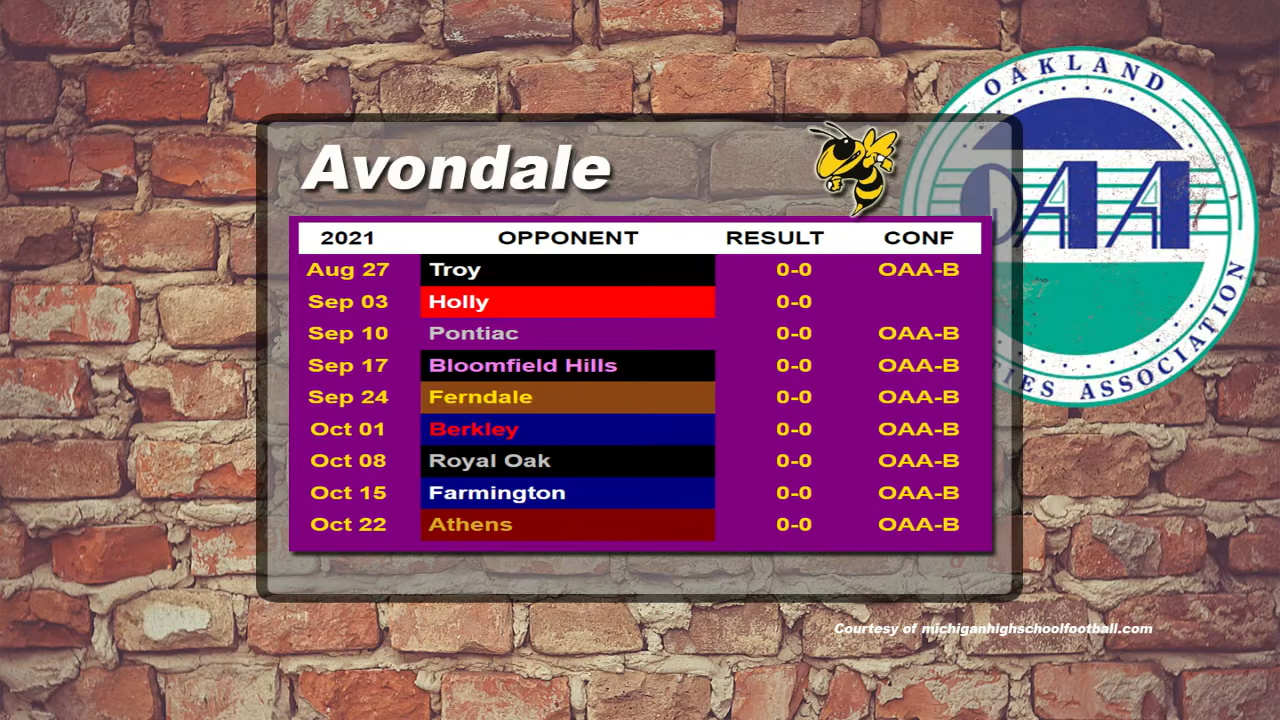 Avondale
OAKLAND
OAA
TIES ASSOCIATION
2021 OPPONENT RESULT CONF
Aug 27 Troy 0-0 OAA-B
Sep 03 Holly 0-0
Sep 10 Pontiac 0-0 OAA-B
Sep 17 Bloomfield Hills 0-0 OAA-B
Sep 24 Ferndale 0-0 OAA-B
Oct 01 Berkley 0-0 OAA-B
Oct 08 Royal Oak 0-0 OAA-B
Oct 15 Farmington 0-0 OAA-B
Oct 22 Athens 0-0 OAA-B
Courtesy of michiganhighschoolfootball.com